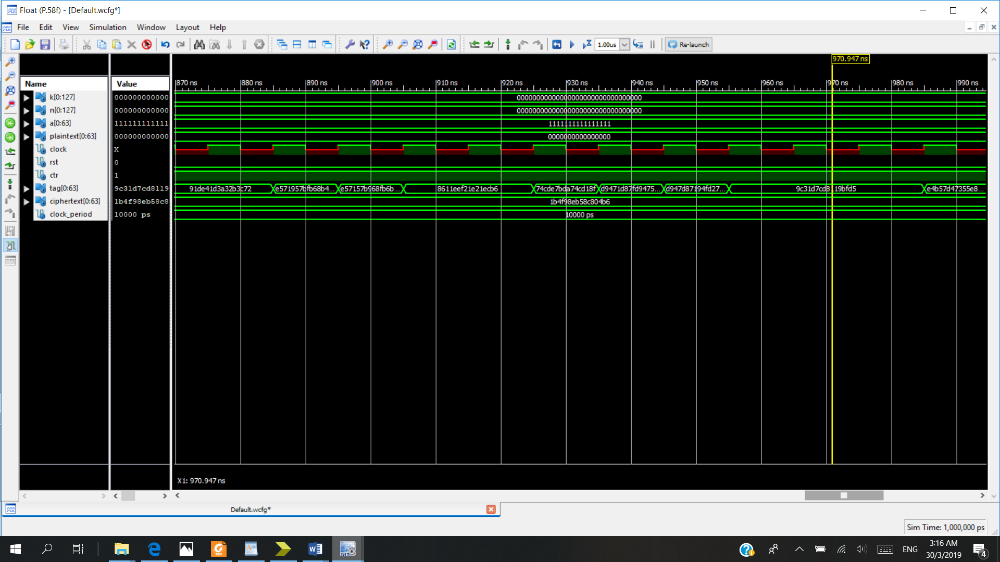 Float (P.58f) - [Default.wcfg*]
File Edit View Simulation Window Layout Help
1.00us Re-launch
970.947 ns
Name Value 870 ns 880 ns 890 ns 900 ns 910 ns 920 ns 930 ns 940 ns 950 ns 960 ns 970 ns 980 ns 990 ns
k[0:127] 000000000000 00000000000000000000000000000000
n[0:127] 000000000000 00000000000000000000000000000000
a[0:63] 111111111111 1111111111111111
plaintext[0:63] 000000000000 0000000000000000
clock X
rst 0
ctr 1
tag[0:63] 9c31d7cd8119 91de41d3a32b3c72 e571957bfb68b4... e57157b968fb6b... 8611eef21e21ecb6 74cde7bda74cd18f d9471d87fd9475... d947d87194fd27... 9c31d7cd8119bfd5 e4b57d47355e8...
ciphertext[0:63] 1b4f98eb58c8 1b4f98eb58c804b6
clock_period 10000 ps 10000 ps
X1: 970.947 ns
Default.wcfg*
Sim Time: 1,000,000 ps
PDF
ISim
ENG
3:16 AM
30/3/2019
4